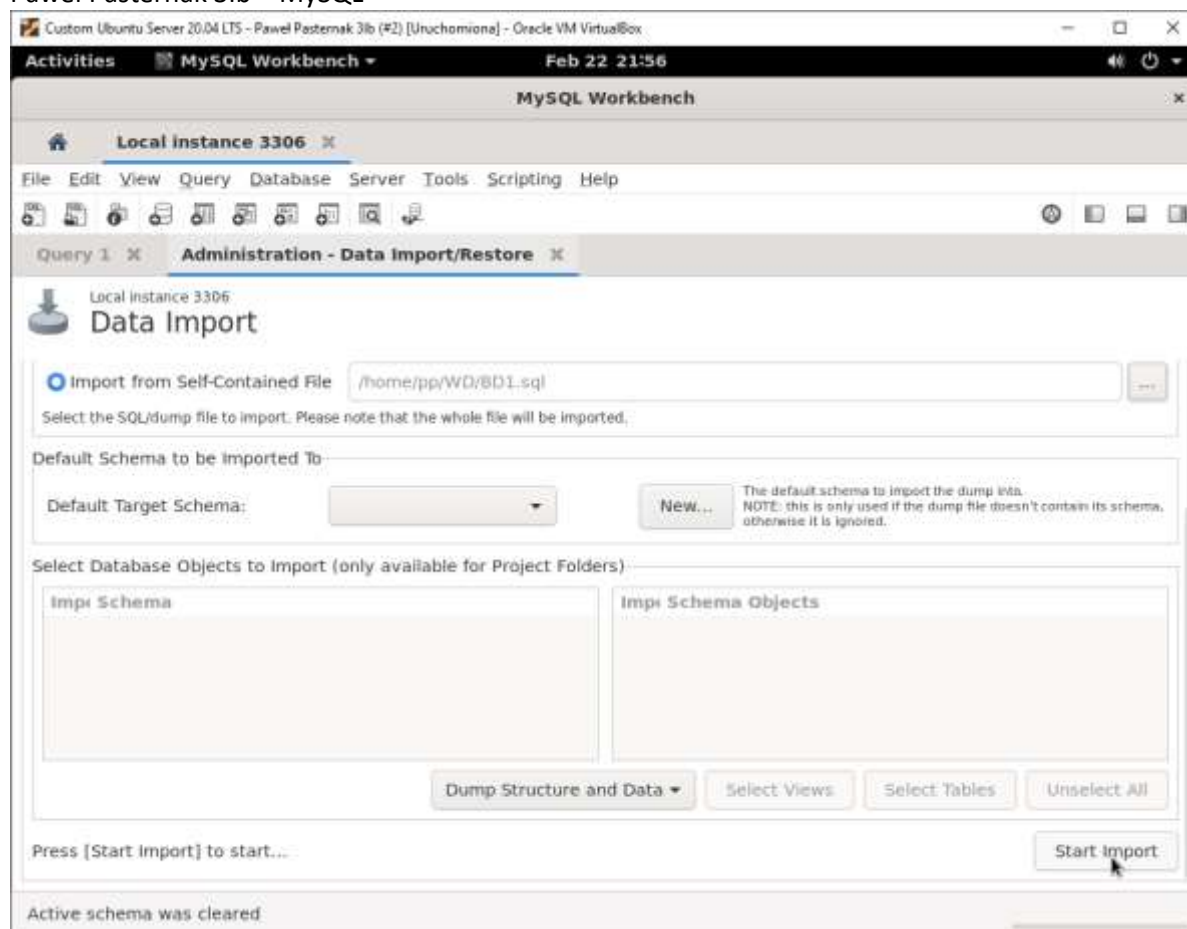 Paweł Pasternak 3Ib – MySQL
Custom Ubuntu Server 20.04 LTS - Paweł Pasternak 3Ib (#2) [Uruchomiona] - Oracle VM VirtualBox
Activities MySQL Workbench Feb 22 21:56
MySQL Workbench
Local instance 3306
File Edit View Query Database Server Tools Scripting Help
Query 1 Administration - Data Import/Restore
Local instance 3306
Data Import
Import from Self-Contained File /home/pp/WD/BD1.sql ...
Select the SQL/dump file to import. Please note that the whole file will be imported.
Default Schema to be Imported To
Default Target Schema: New...
The default schema to import the dump into.
NOTE: this is only used if the dump file doesn't contain its schema,
otherwise it is ignored.
Select Database Objects to Import (only available for Project Folders)
Impo Schema Impo Schema Objects
Dump Structure and Data Select Views Select Tables Unselect All
Press [Start Import] to start... Start Import
Active schema was cleared